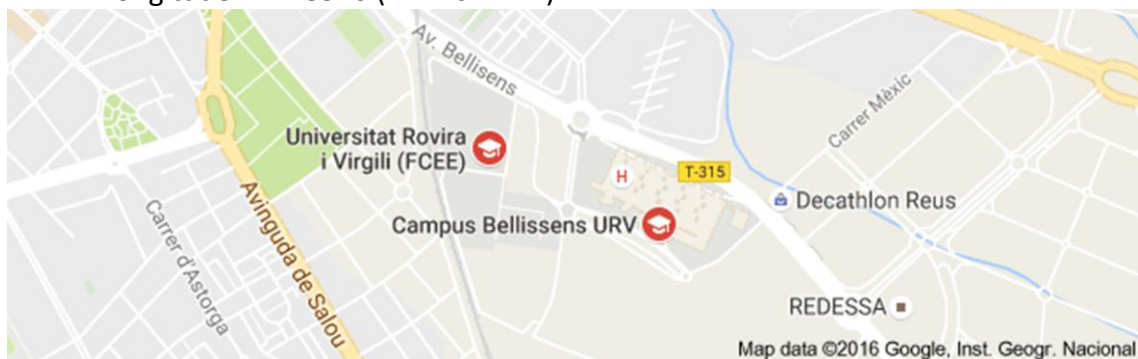 Av. Bellisens
Universitat Rovira
i Virgili (FCEE)
H
T-315
Carrer Mèxic
Decathlon Reus
Campus Bellissens URV
Carrer d'Astorga
Avinguda de Salou
REDESSA
Map data ©2016 Google, Inst. Geogr. Nacional